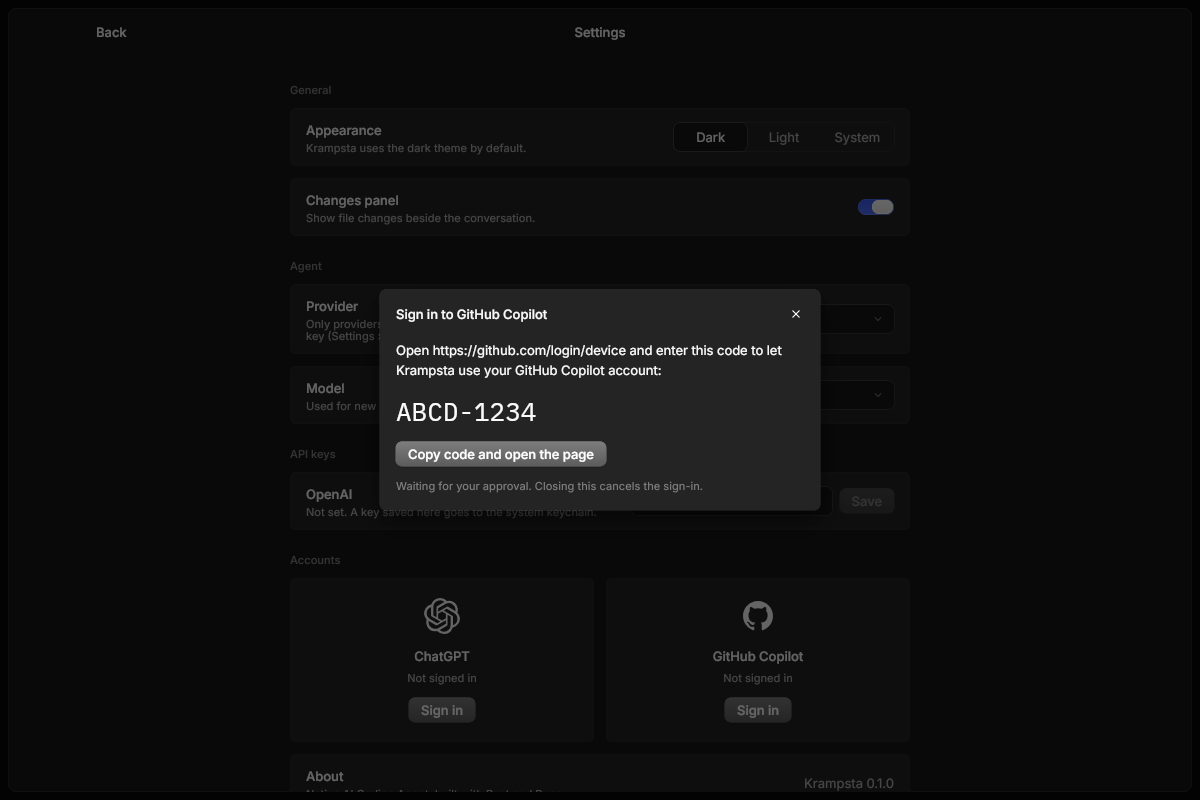 Back
Settings
General
Appearance
Krampsta uses the dark theme by default.
Dark
Light
System
Changes panel
Show file changes beside the conversation.
Agent
Provider
Only providers
key (Settings
Sign in to GitHub Copilot
Open https://github.com/login/device and enter this code to let
Krampsta use your GitHub Copilot account:
ABCD-1234
Copy code and open the page
Waiting for your approval. Closing this cancels the sign-in.
Model
Used for new
API keys
OpenAI
Not set. A key saved here goes to the system keychain.
Save
Accounts
ChatGPT
Not signed in
Sign in
GitHub Copilot
Not signed in
Sign in
About
Krampsta 0.1.0